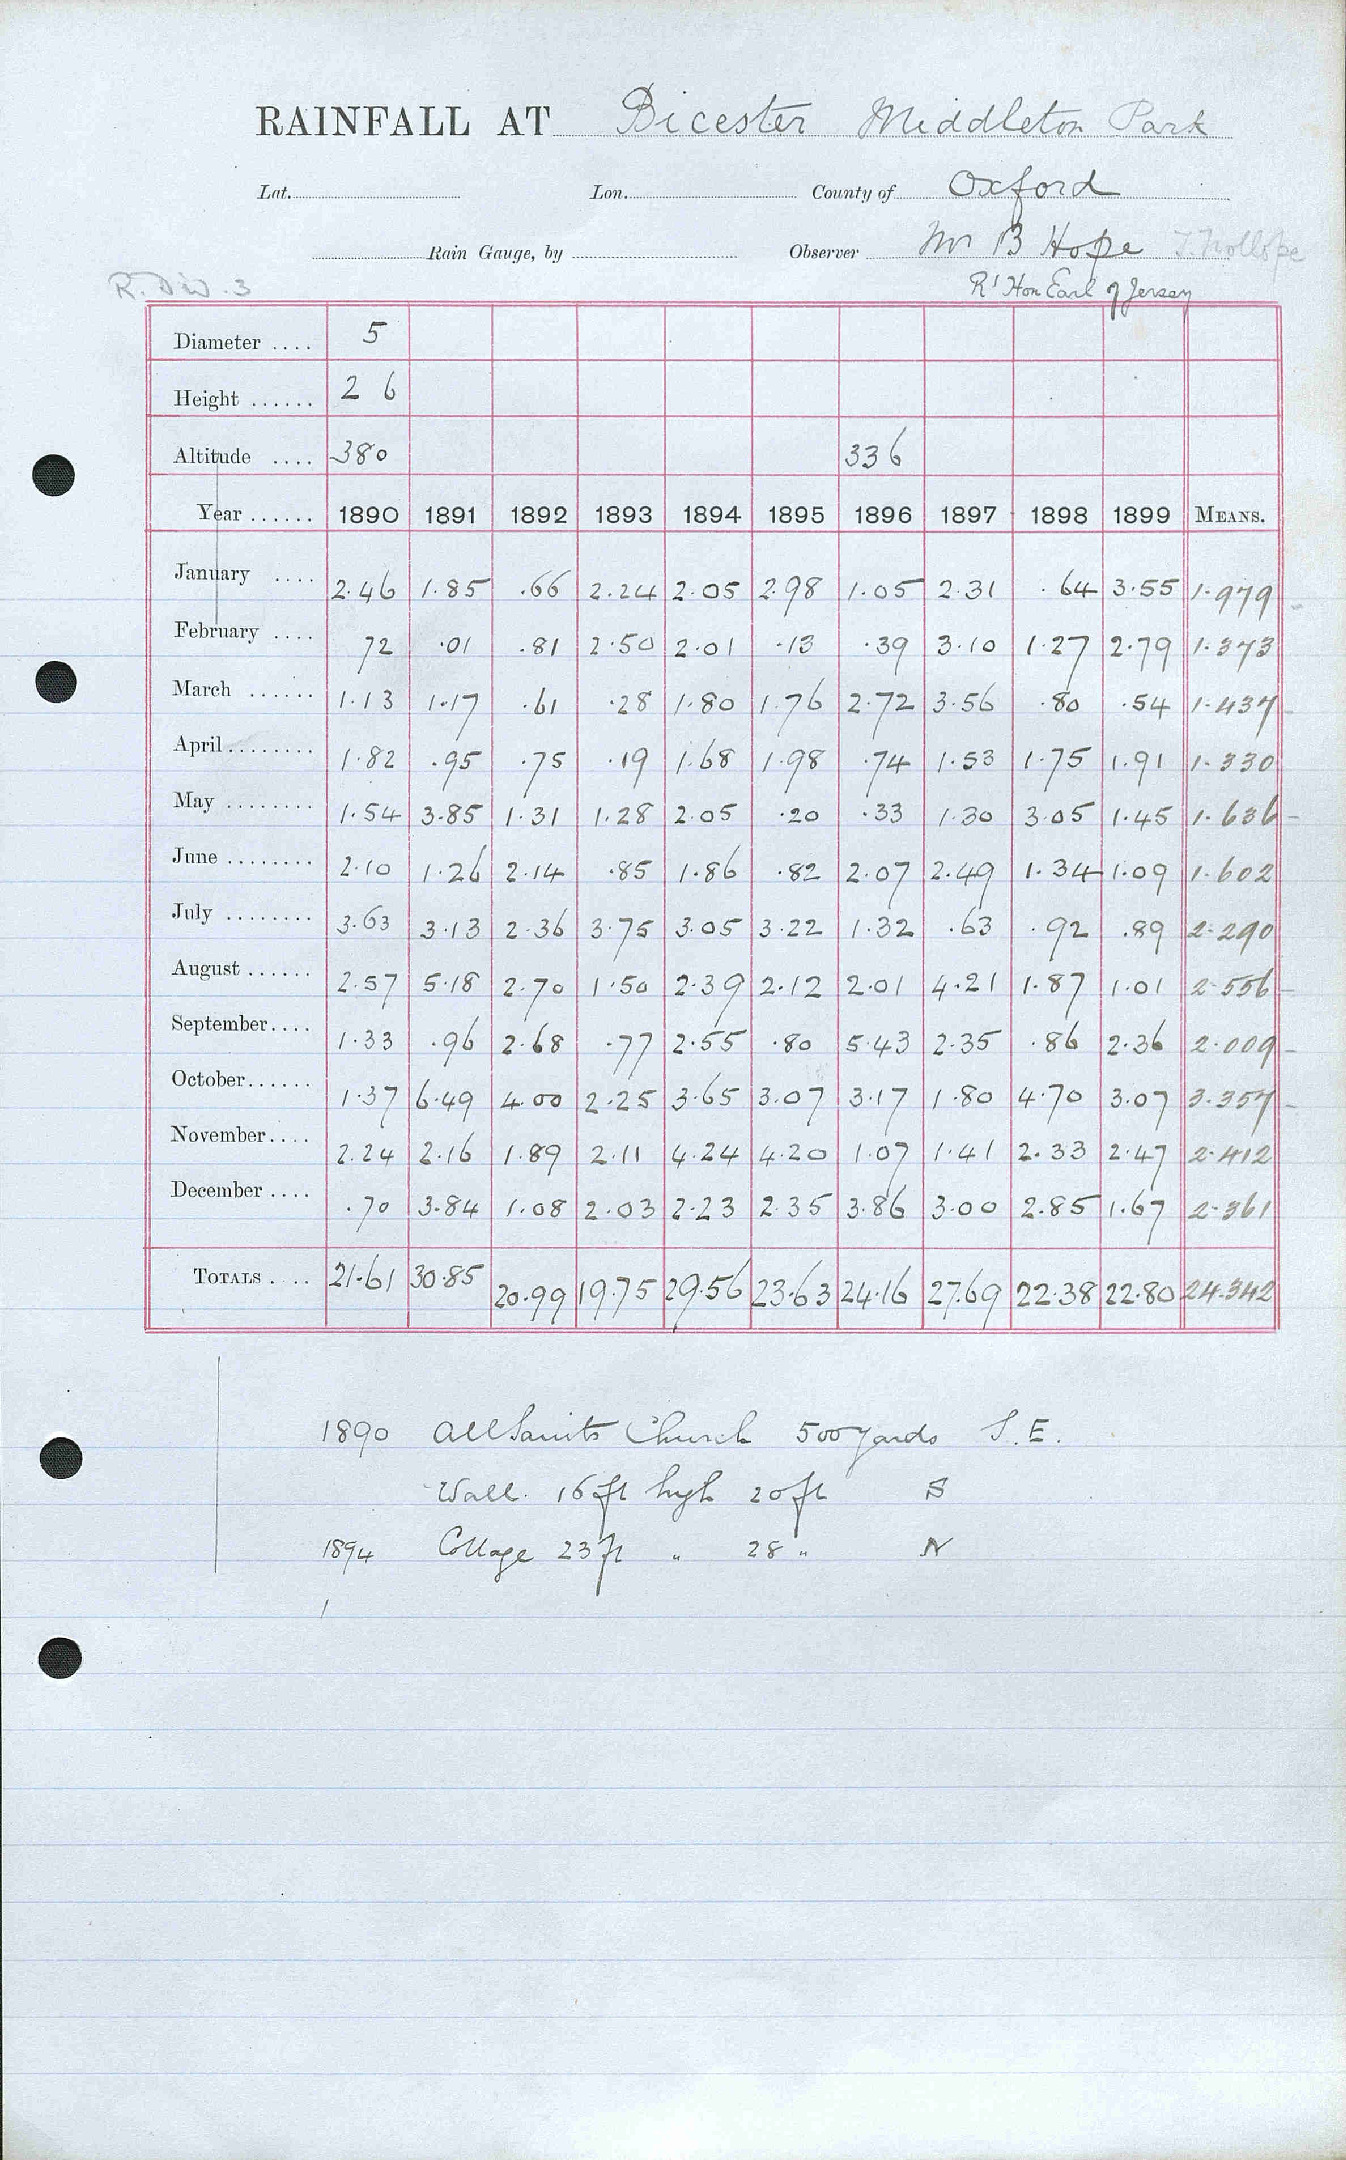 RAINFALL AT Bicester Middleton Park
Lat. Lon. County of Oxford
Rain Gauge, by Observer Mr B Hope T. Trollope
R. Div. 3 Rt Hon Earl of Jersey
Diameter .... 5
Height ...... 2 6
Altitude .... 380 336
Year ...... 1890 1891 1892 1893 1894 1895 1896 1897 1898 1899 MEANS.
January .... 2.46 1.85 .66 2.24 2.05 2.98 1.05 2.31 .64 3.55 1.979
February .... 72 .01 .81 2.50 2.01 .13 .39 3.10 1.27 2.79 1.373
March ...... 1.13 1.17 .61 .28 1.80 1.76 2.72 3.56 .80 .54 1.437
April ........ 1.82 .95 .75 .19 1.68 1.98 .74 1.53 1.75 1.91 1.330
May ........ 1.54 3.85 1.31 1.28 2.05 .20 .33 1.30 3.05 1.45 1.636
June ........ 2.10 1.26 2.14 .85 1.86 .82 2.07 2.49 1.34 1.09 1.602
July ........ 3.63 3.13 2.36 3.75 3.05 3.22 1.32 .63 .92 .89 2.290
August ...... 2.57 5.18 2.70 1.50 2.39 2.12 2.01 4.21 1.87 1.01 2.556
September .... 1.33 .96 2.68 .77 2.55 .80 5.43 2.35 .86 2.36 2.009
October ...... 1.37 6.49 4.00 2.25 3.65 3.07 3.17 1.80 4.70 3.07 3.357
November .... 2.24 2.16 1.89 2.11 4.24 4.20 1.07 1.41 2.33 2.47 2.412
December .... .70 3.84 1.08 2.03 2.23 2.35 3.86 3.00 2.85 1.67 2.361
TOTALS .... 21.61 30.85 20.99 19.75 29.56 23.63 24.16 27.69 22.38 22.80 24.342
1890 All Saints Church 500 yards S.E.
Wall 16 ft high 20 ft S
1894 Cottage 23 ft " 28 " N